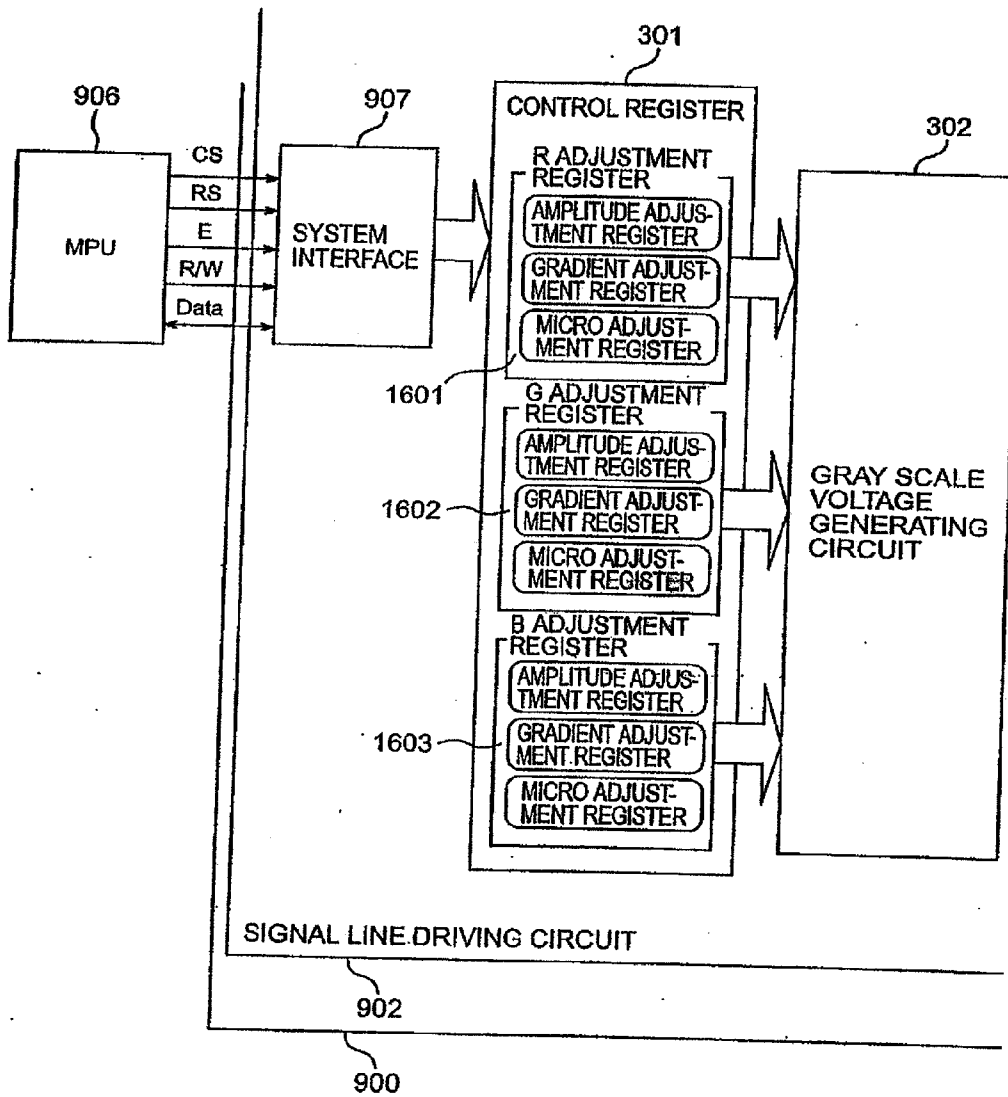 301
906
907
302
CONTROL REGISTER
CS
RS
E
R/W
Data
MPU
SYSTEM
INTERFACE
R ADJUSTMENT
REGISTER
AMPLITUDE ADJUS-
TMENT REGISTER
GRADIENT ADJUST-
MENT REGISTER
MICRO ADJUST-
MENT REGISTER
1601
G ADJUSTMENT
REGISTER
AMPLITUDE ADJUS-
TMENT REGISTER
1602
GRADIENT ADJUST-
MENT REGISTER
MICRO ADJUST-
MENT REGISTER
GRAY SCALE
VOLTAGE
GENERATING
CIRCUIT
B ADJUSTMENT
REGISTER
AMPLITUDE ADJUS-
TMENT REGISTER
1603
GRADIENT ADJUST-
MENT REGISTER
MICRO ADJUST-
MENT REGISTER
SIGNAL LINE DRIVING CIRCUIT
902
900